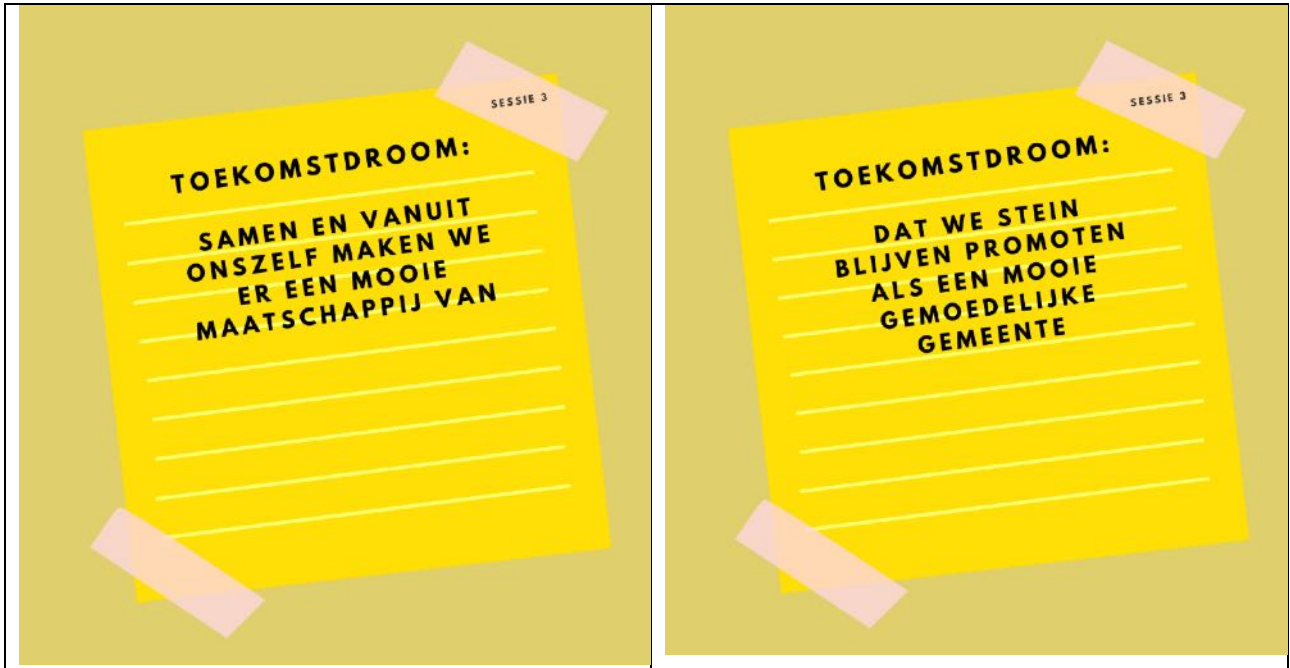 SESSIE 3
TOEKOMSTDROOM:
SAMEN EN VANUIT
ONSZELF MAKEN WE
ER EEN MOOIE
MAATSCHAPPIJ VAN
SESSIE 3
TOEKOMSTDROOM:
DAT WE STEIN
BLIJVEN PROMOTEN
ALS EEN MOOIE
GEMOEDELIJKE
GEMEENTE